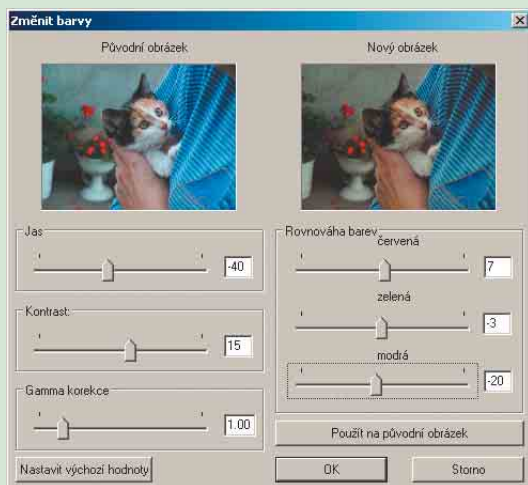 Změnit barvy
Původní obrázek
Nový obrázek
Jas
-40
Kontrast:
15
Gamma korekce
1.00
Rovnováha barev
červená
7
zelená
-3
modrá
-20
Použít na původní obrázek
Nastavit výchozí hodnoty
OK
Storno